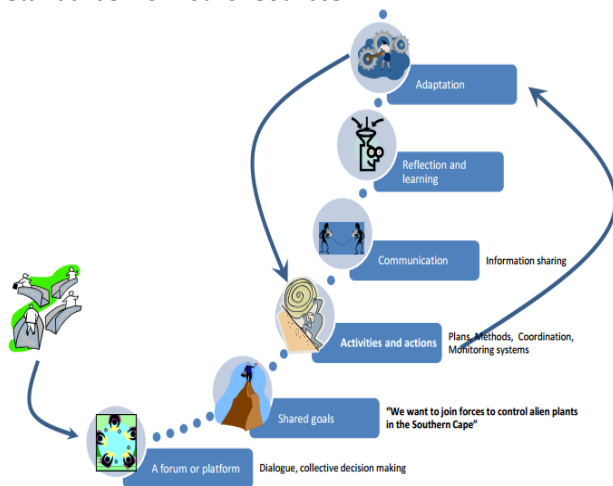 Adaptation
Reflection and
learning
Communication
Information sharing
Activities and actions
Plans, Methods, Coordination,
Monitoring systems
Shared goals
"We want to join forces to control alien plants
in the Southern Cape"
A forum or platform
Dialogue, collective decision making